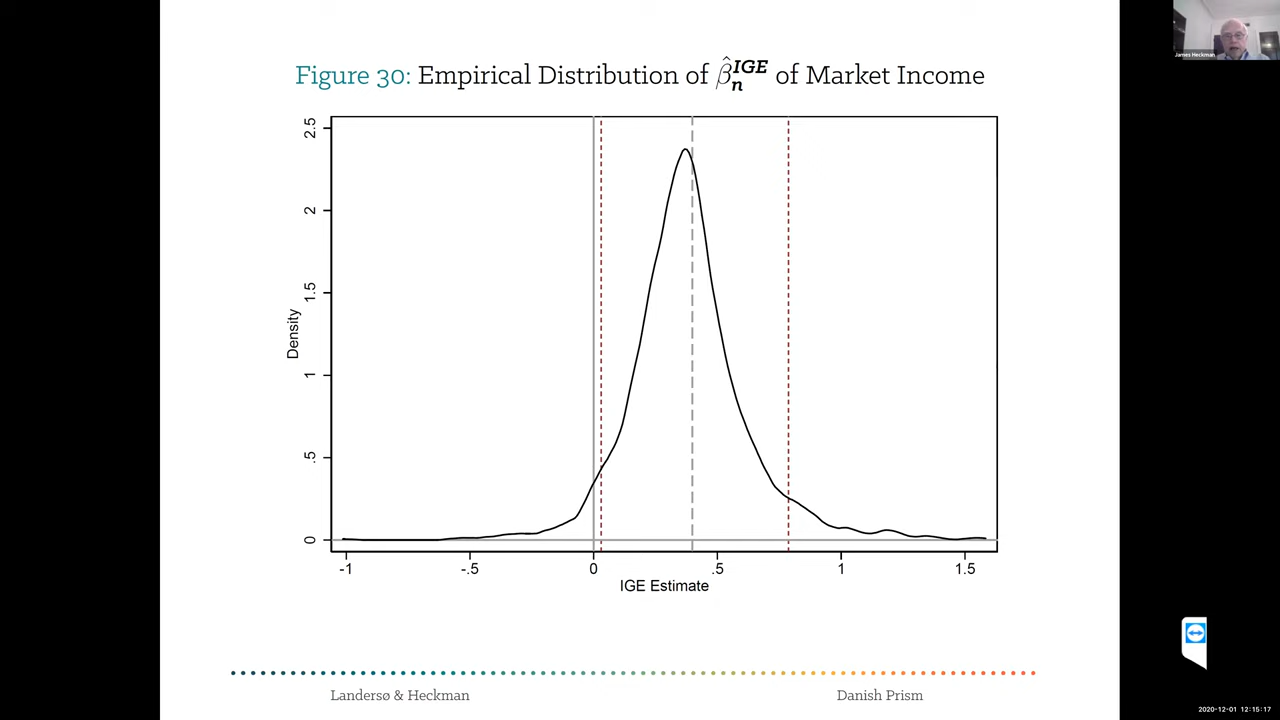 James Heckman
Figure 30: Empirical Distribution of β̂ₙᴵᴳᴱ of Market Income
2.5
2
1.5
1
.5
0
Density
-1 -.5 0 .5 1 1.5
IGE Estimate
Landersø & Heckman Danish Prism
2020-12-01 12:15:17